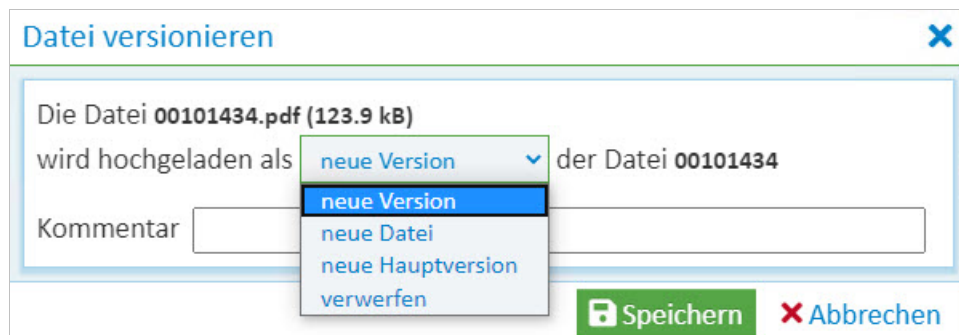 Datei versionieren
Die Datei 00101434.pdf (123.9 kB)
wird hochgeladen als neue Version der Datei 00101434
neue Version
Kommentar
neue Datei
neue Hauptversion
verwerfen
Speichern Abbrechen